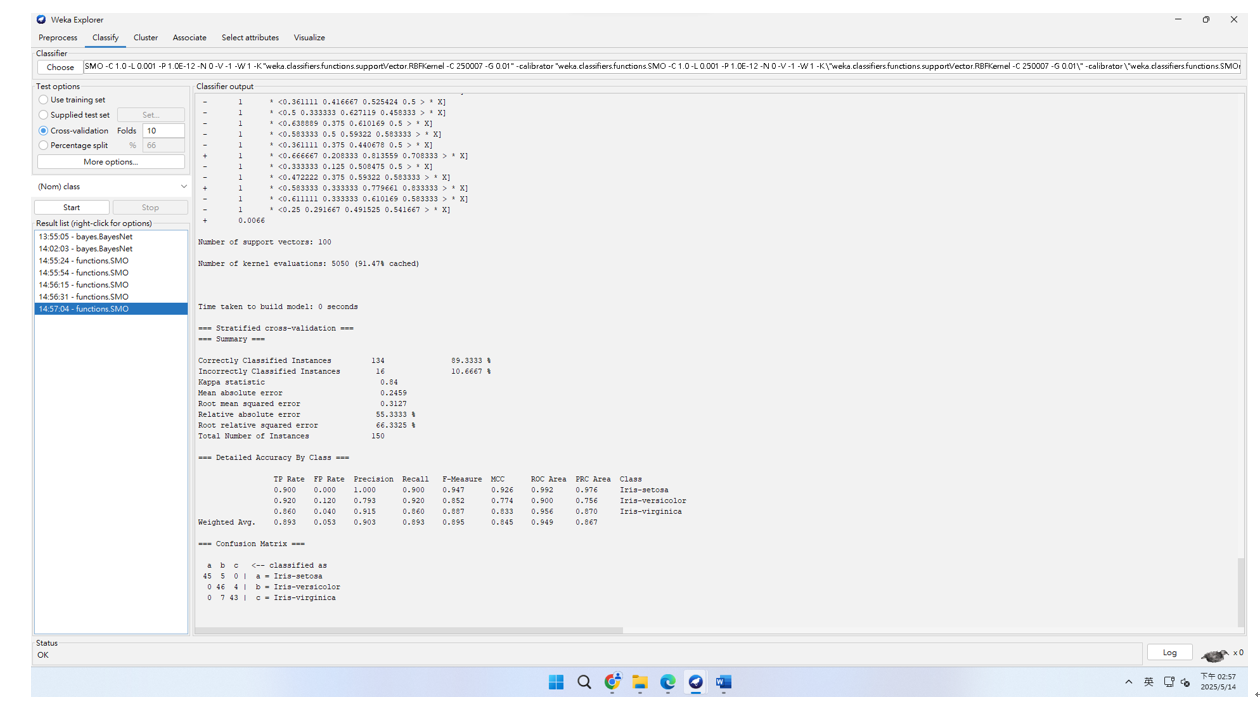 Weka Explorer
Preprocess Classify Cluster Associate Select attributes Visualize
Classifier
Choose SMO -C 1.0 -L 0.001 -P 1.0E-12 -N 0 -V -1 -W 1 -K "weka.classifiers.functions.supportVector.RBFKernel -C 250007 -G 0.01" -calibrator "weka.classifiers.functions.SMO -C 1.0 -L 0.001 -P 1.0E-12 -N 0 -V -1 -W 1 -K \"weka.classifiers.functions.supportVector.RBFKernel -C 250007 -G 0.01\" -calibrator \"weka.classifiers.functions.SMO
Test options
Use training set
Supplied test set Set...
Cross-validation Folds 10
Percentage split % 66
More options...
(Nom) class
Start Stop
Result list (right-click for options)
13:55:05 - bayes.BayesNet
14:02:03 - bayes.BayesNet
14:55:24 - functions.SMO
14:55:54 - functions.SMO
14:56:15 - functions.SMO
14:56:31 - functions.SMO
14:57:04 - functions.SMO
Classifier output
- 1 * <0.361111 0.416667 0.525424 0.5 > * X]
- 1 * <0.5 0.333333 0.627119 0.458333 > * X]
- 1 * <0.638889 0.375 0.610169 0.5 > * X]
- 1 * <0.583333 0.5 0.59322 0.583333 > * X]
- 1 * <0.361111 0.375 0.440678 0.5 > * X]
+ 1 * <0.666667 0.208333 0.813559 0.708333 > * X]
- 1 * <0.333333 0.125 0.508475 0.5 > * X]
- 1 * <0.472222 0.375 0.59322 0.583333 > * X]
+ 1 * <0.583333 0.333333 0.779661 0.833333 > * X]
- 1 * <0.611111 0.333333 0.610169 0.583333 > * X]
- 1 * <0.25 0.291667 0.491525 0.541667 > * X]
+ 0.0066
Number of support vectors: 100
Number of kernel evaluations: 5050 (91.47% cached)
Time taken to build model: 0 seconds
=== Stratified cross-validation ===
=== Summary ===
Correctly Classified Instances 134 89.3333 %
Incorrectly Classified Instances 16 10.6667 %
Kappa statistic 0.84
Mean absolute error 0.2459
Root mean squared error 0.3127
Relative absolute error 55.3333 %
Root relative squared error 66.3325 %
Total Number of Instances 150
=== Detailed Accuracy By Class ===
TP Rate FP Rate Precision Recall F-Measure MCC ROC Area PRC Area Class
0.900 0.000 1.000 0.900 0.947 0.926 0.992 0.976 Iris-setosa
0.920 0.120 0.793 0.920 0.852 0.774 0.900 0.756 Iris-versicolor
0.860 0.040 0.915 0.860 0.887 0.833 0.956 0.870 Iris-virginica
Weighted Avg. 0.893 0.053 0.903 0.893 0.895 0.845 0.949 0.867
=== Confusion Matrix ===
a b c <-- classified as
45 5 0 | a = Iris-setosa
0 46 4 | b = Iris-versicolor
0 7 43 | c = Iris-virginica
Status
OK
Log x 0
英
下午 02:57
2025/5/14